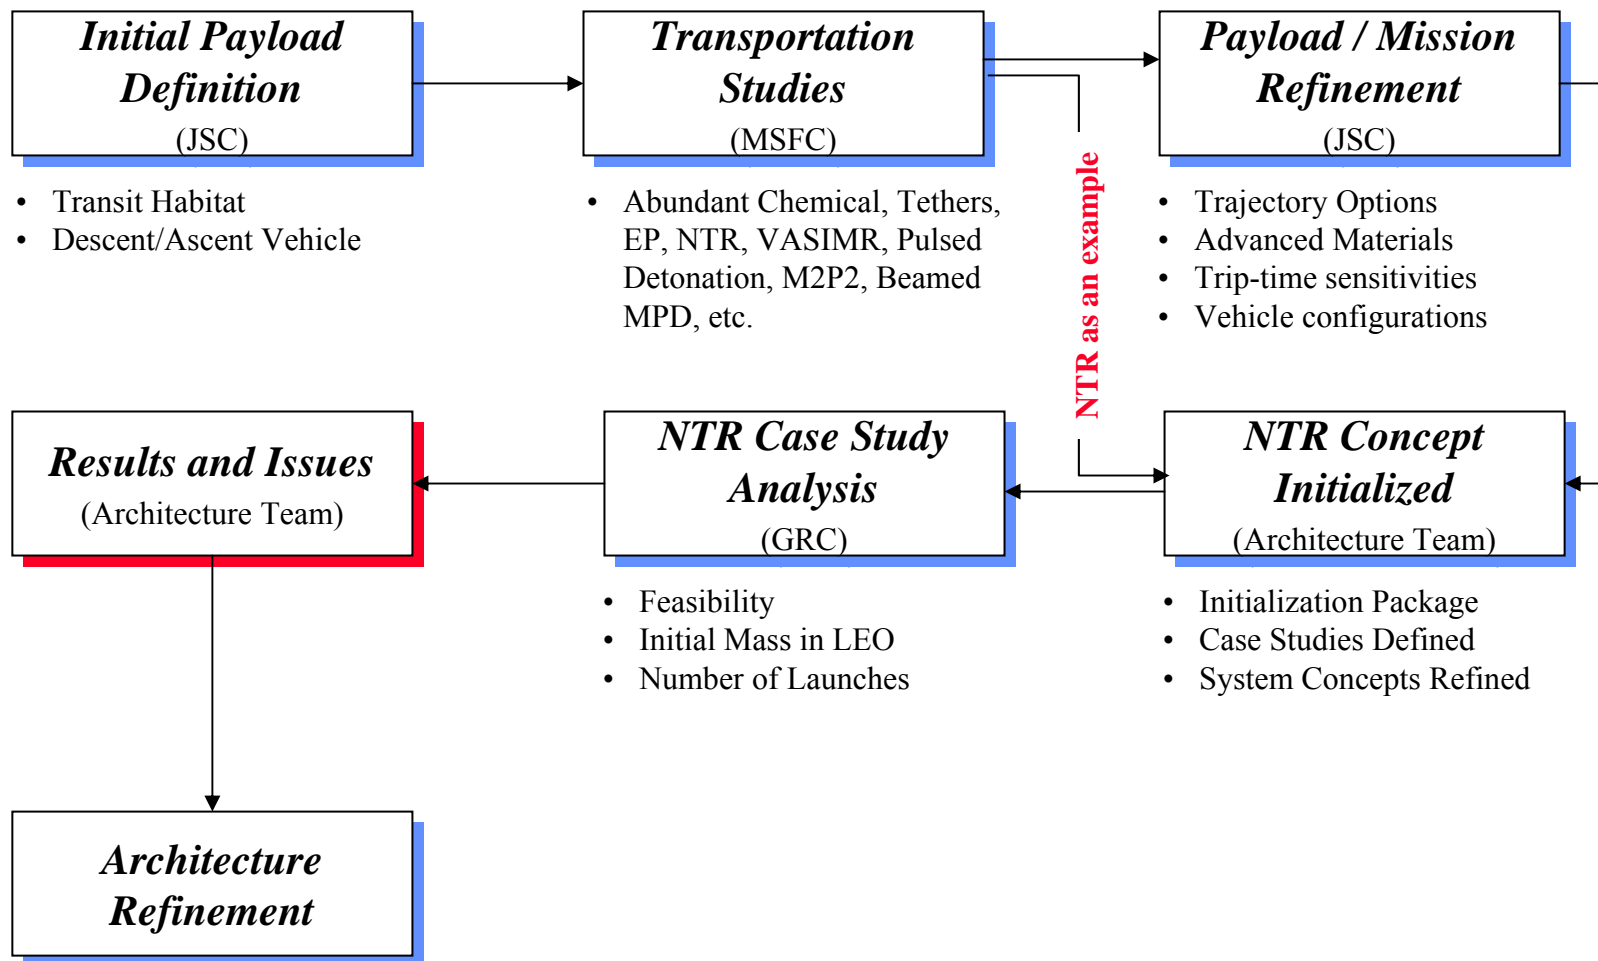 Initial Payload
Definition
(JSC)
Transportation
Studies
(MSFC)
Payload / Mission
Refinement
(JSC)
• Transit Habitat
• Descent/Ascent Vehicle
• Abundant Chemical, Tethers,
EP, NTR, VASIMR, Pulsed
Detonation, M2P2, Beamed
MPD, etc.
NTR as an example
• Trajectory Options
• Advanced Materials
• Trip-time sensitivities
• Vehicle configurations
Results and Issues
(Architecture Team)
NTR Case Study
Analysis
(GRC)
NTR Concept
Initialized
(Architecture Team)
• Feasibility
• Initial Mass in LEO
• Number of Launches
• Initialization Package
• Case Studies Defined
• System Concepts Refined
Architecture
Refinement